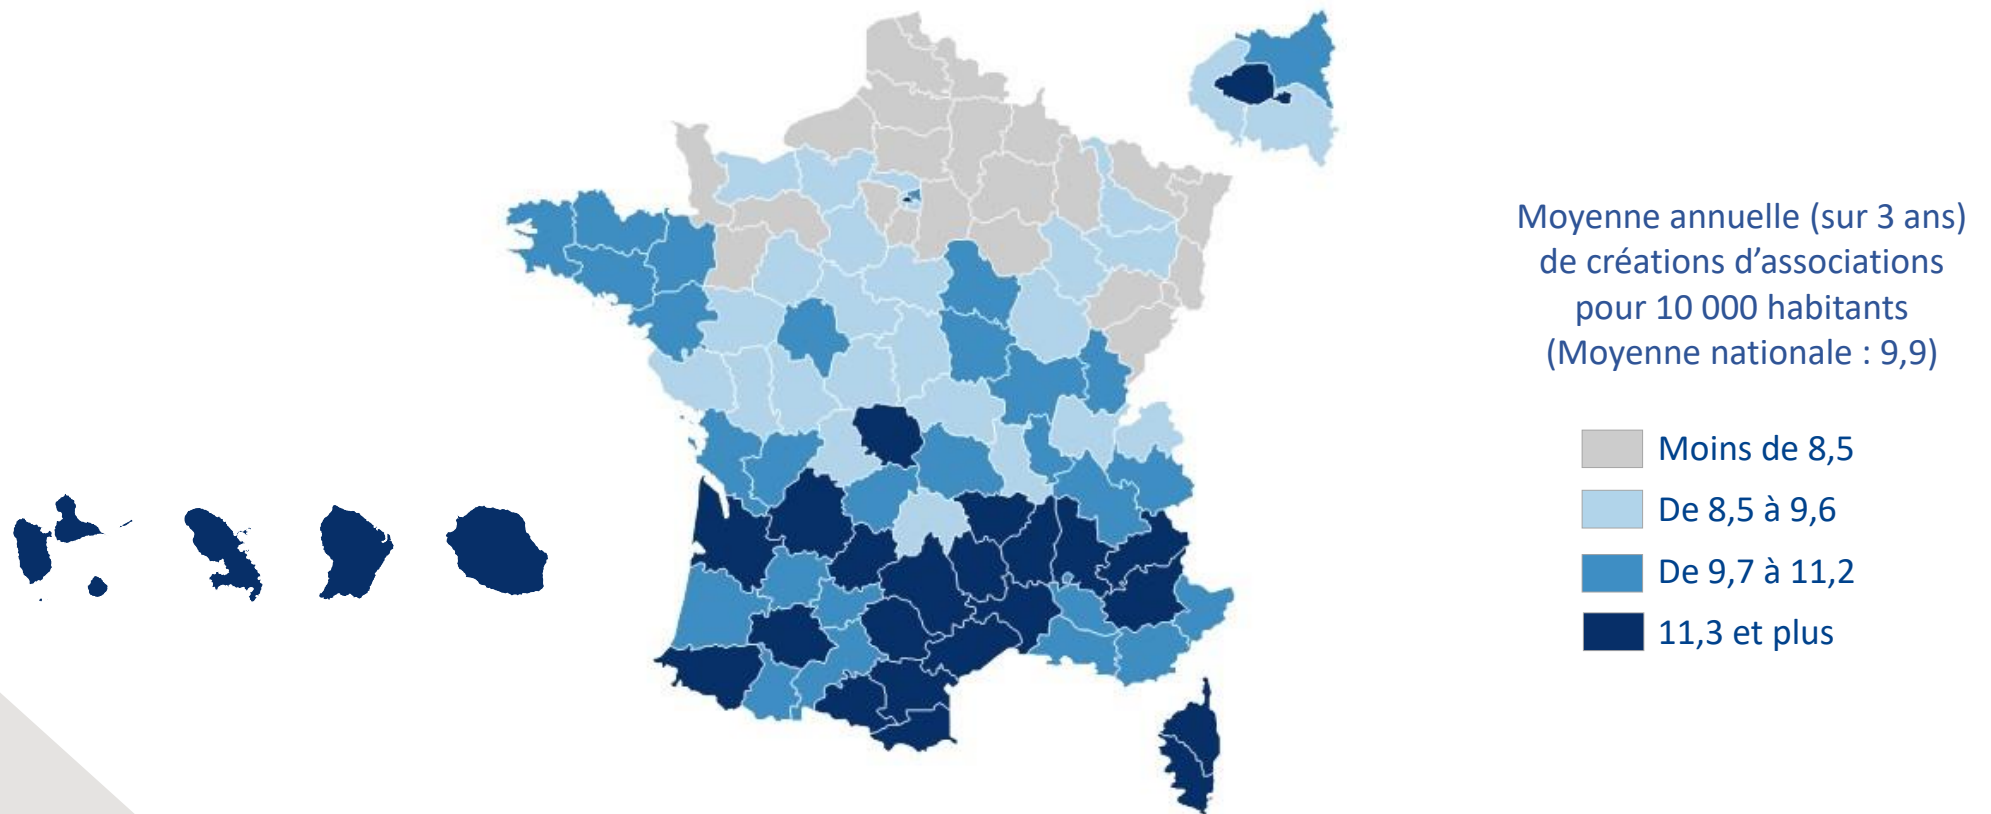 Moyenne annuelle (sur 3 ans)
de créations d’associations
pour 10 000 habitants
(Moyenne nationale : 9,9)
Moins de 8,5
De 8,5 à 9,6
De 9,7 à 11,2
11,3 et plus